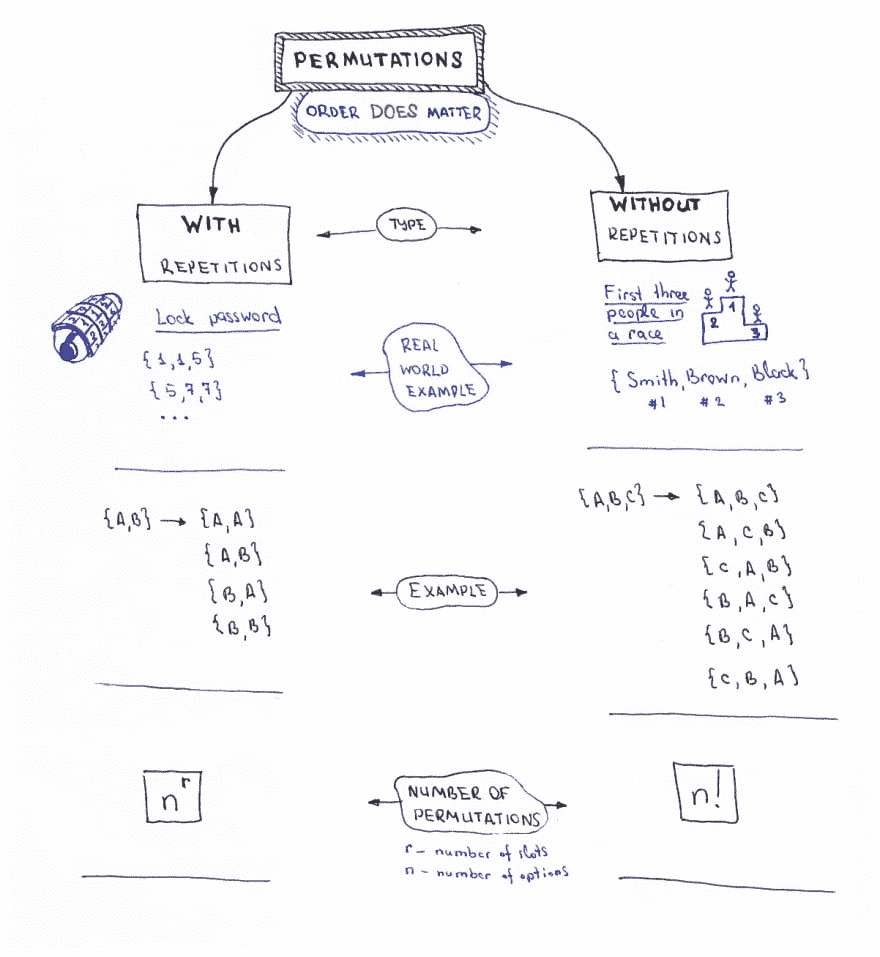 PERMUTATIONS
ORDER DOES MATTER
WITH
REPETITIONS
TYPE
WITHOUT
REPETITIONS
Lock password
{1,1,5}
{5,7,7}
...
REAL
WORLD
EXAMPLE
First three
people in
a race
1
2
3
{Smith, Brown, Black}
#1 #2 #3
{A,B} → {A,A}
{A,B}
{B,A}
{B,B}
EXAMPLE
{A,B,C} → {A,B,C}
{A,C,B}
{C,A,B}
{B,A,C}
{B,C,A}
{C,B,A}
n^r
NUMBER OF
PERMUTATIONS
r - number of slots
n - number of options
n!